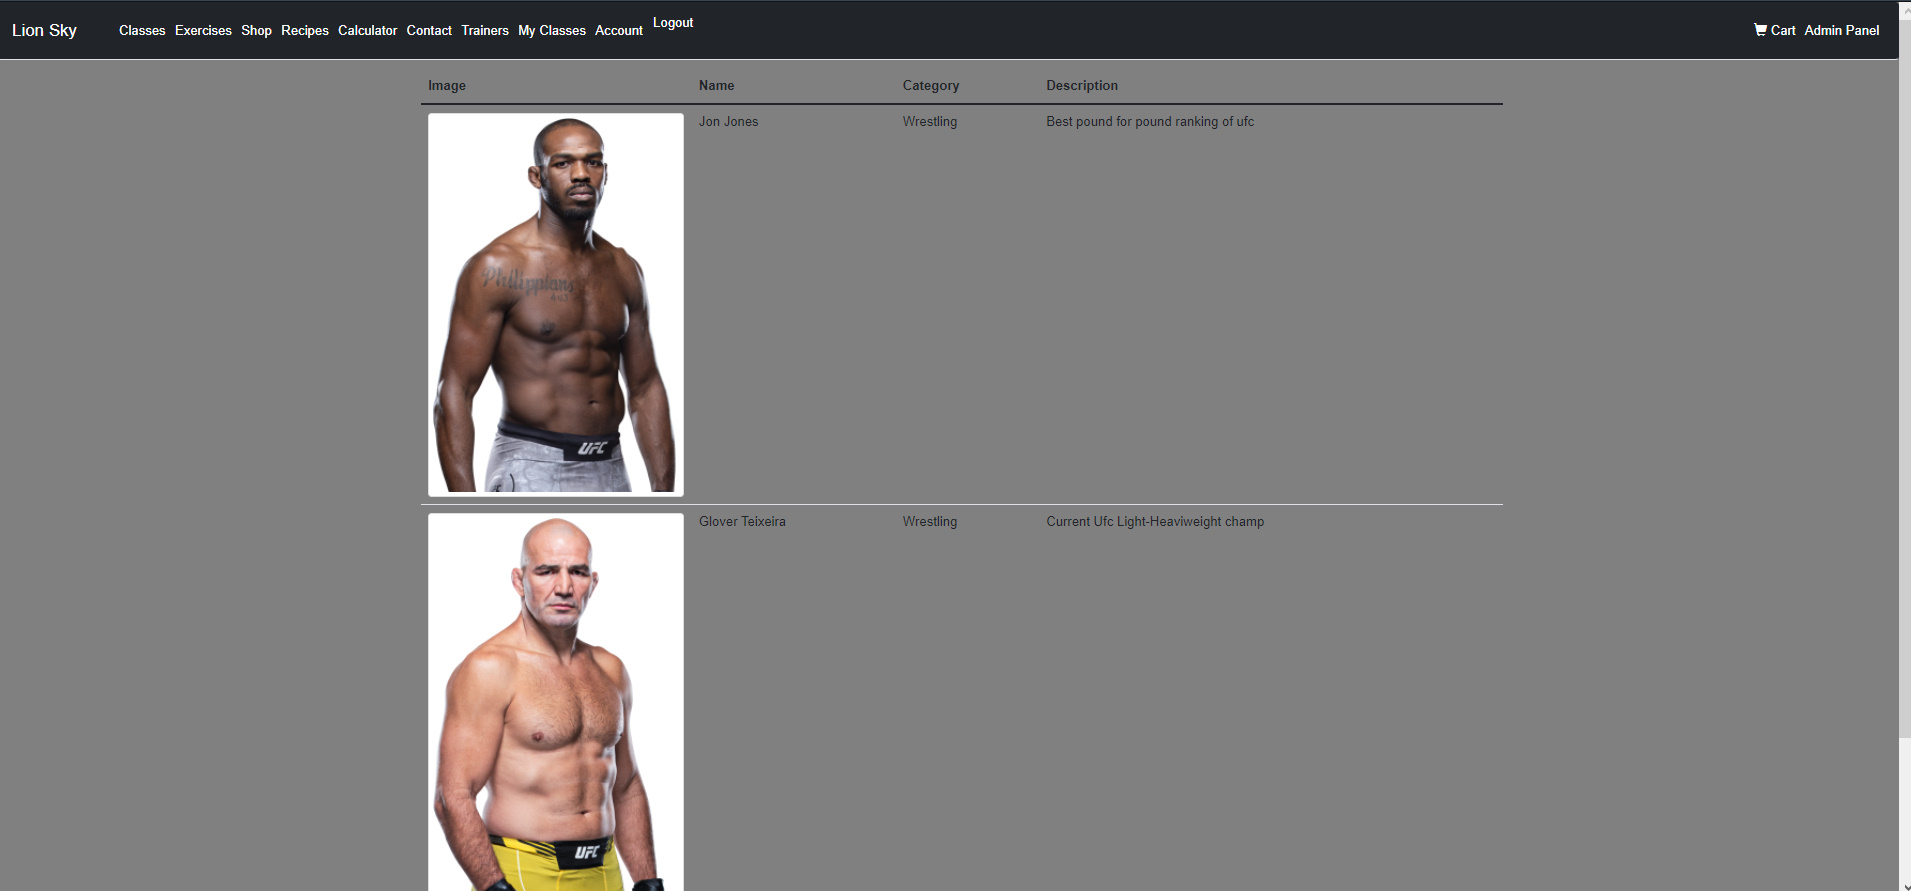 Lion Sky Classes Exercises Shop Recipes Calculator Contact Trainers My Classes Account Logout Cart Admin Panel
Image Name Category Description
Jon Jones Wrestling Best pound for pound ranking of ufc
Philippians
UFC
Glover Teixeira Wrestling Current Ufc Light-Heaviweight champ
UFC